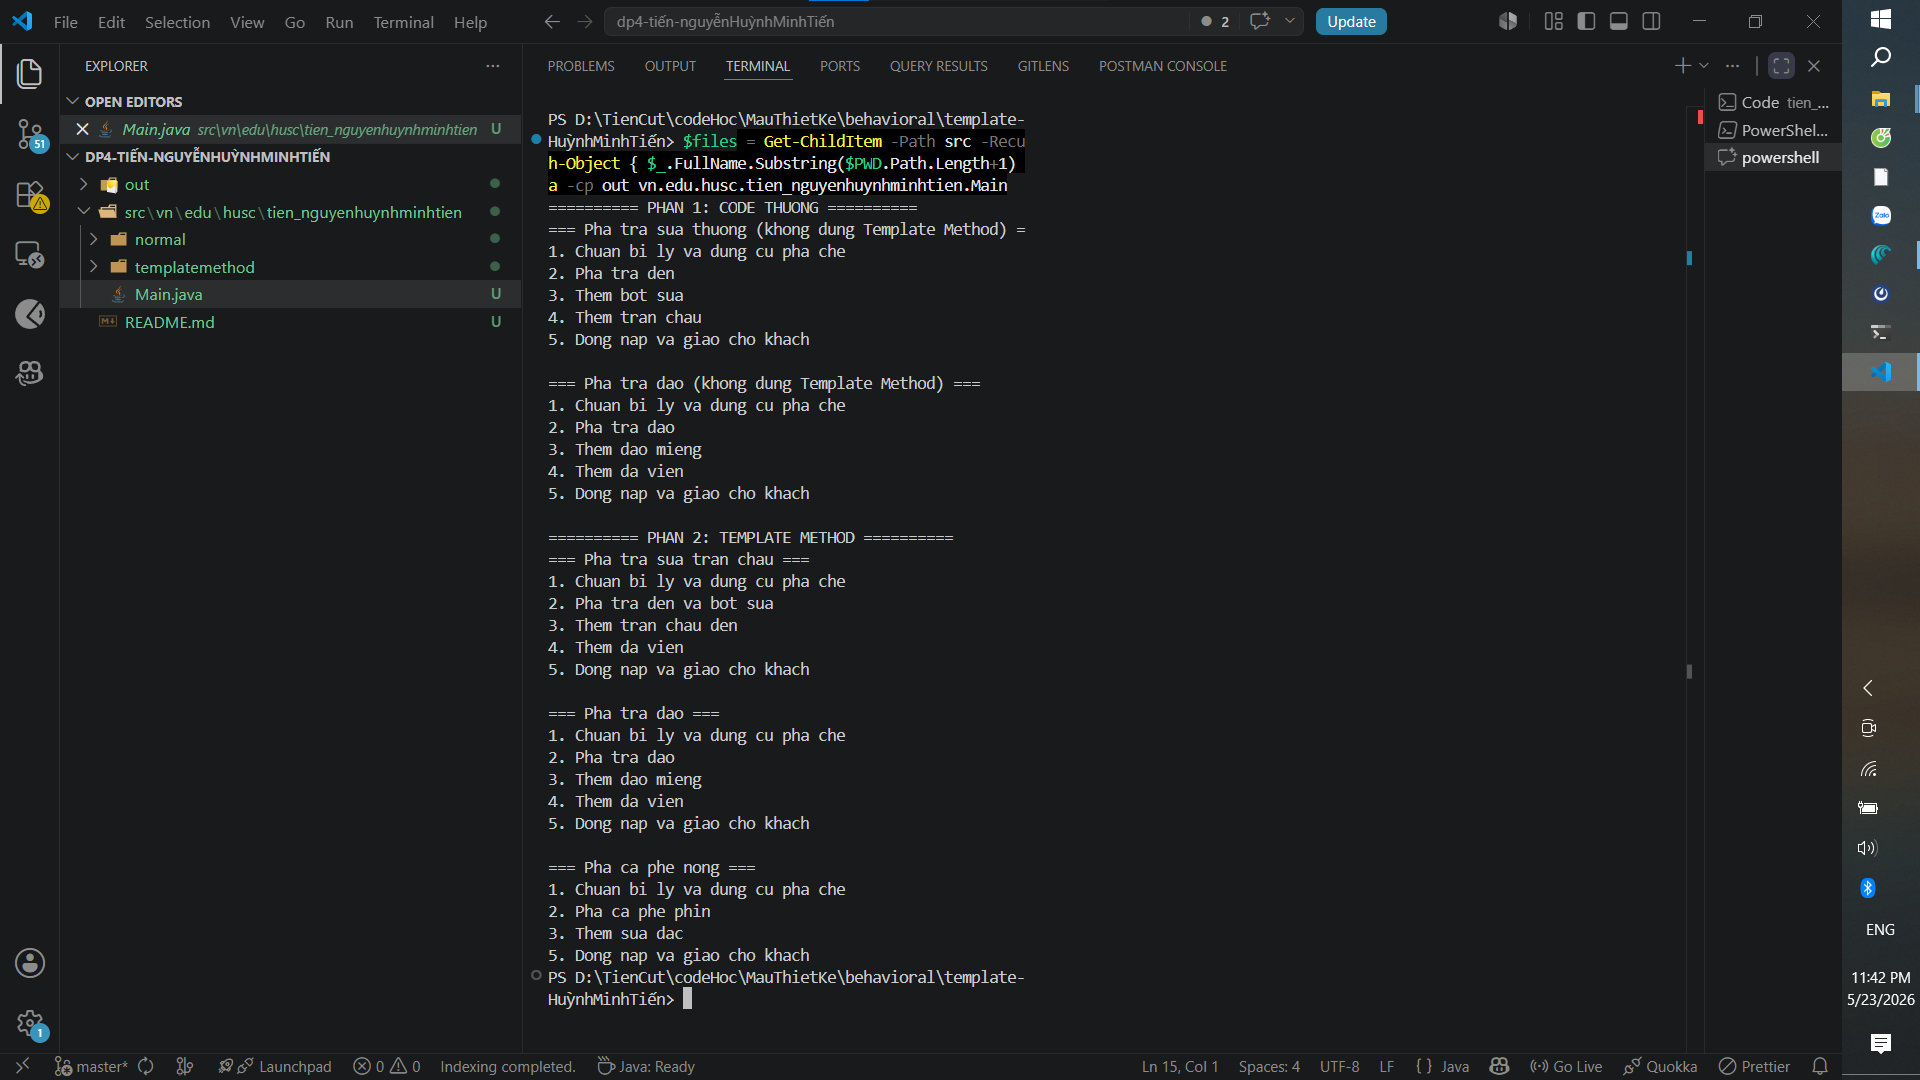 File Edit Selection View Go Run Terminal Help
dp4-tiến-nguyễnHuỳnhMinhTiến
2
Update
EXPLORER
OPEN EDITORS
Main.java src\vn\edu\husc\tien_nguyenhuynhminhtien U
51
DP4-TIẾN-NGUYỄNHUỲNHMINHTIẾN
out
src\vn\edu\husc\tien_nguyenhuynhminhtien
normal
templatemethod
Main.java U
README.md U
1
PROBLEMS OUTPUT TERMINAL PORTS QUERY RESULTS GITLENS POSTMAN CONSOLE
PS D:\TienCut\codeHoc\MauThietKe\behavioral\template-
HuỳnhMinhTiến> $files = Get-ChildItem -Path src -Recu
h-Object { $_.FullName.Substring($PWD.Path.Length+1)
a -cp out vn.edu.husc.tien_nguyenhuynhminhtien.Main
========== PHAN 1: CODE THUONG ==========
=== Pha tra sua thuong (khong dung Template Method) =
1. Chuan bi ly va dung cu pha che
2. Pha tra den
3. Them bot sua
4. Them tran chau
5. Dong nap va giao cho khach
=== Pha tra dao (khong dung Template Method) ===
1. Chuan bi ly va dung cu pha che
2. Pha tra dao
3. Them dao mieng
4. Them da vien
5. Dong nap va giao cho khach
========== PHAN 2: TEMPLATE METHOD ==========
=== Pha tra sua tran chau ===
1. Chuan bi ly va dung cu pha che
2. Pha tra den va bot sua
3. Them tran chau den
4. Them da vien
5. Dong nap va giao cho khach
=== Pha tra dao ===
1. Chuan bi ly va dung cu pha che
2. Pha tra dao
3. Them dao mieng
4. Them da vien
5. Dong nap va giao cho khach
=== Pha ca phe nong ===
1. Chuan bi ly va dung cu pha che
2. Pha ca phe phin
3. Them sua dac
5. Dong nap va giao cho khach
PS D:\TienCut\codeHoc\MauThietKe\behavioral\template-
HuỳnhMinhTiến>
Code tien_...
PowerShel...
powershell
Zalo
ENG
11:42 PM
5/23/2026
master* Launchpad 0 0 Indexing completed. Java: Ready
Ln 15, Col 1 Spaces: 4 UTF-8 LF { } Java Go Live Quokka Prettier